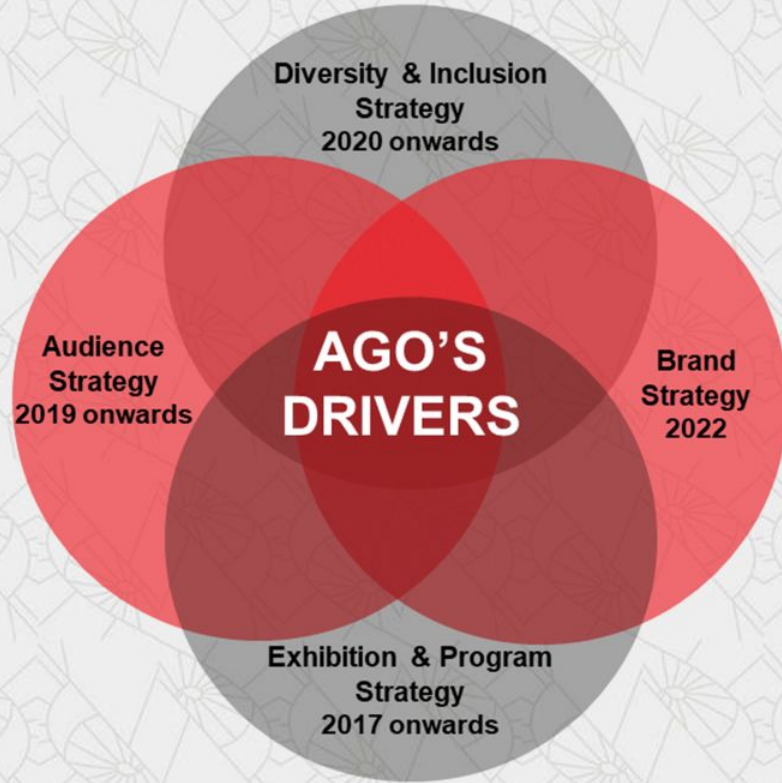 Diversity & Inclusion
Strategy
2020 onwards
Audience
Strategy
2019 onwards
AGO'S
DRIVERS
Brand
Strategy
2022
Exhibition & Program
Strategy
2017 onwards